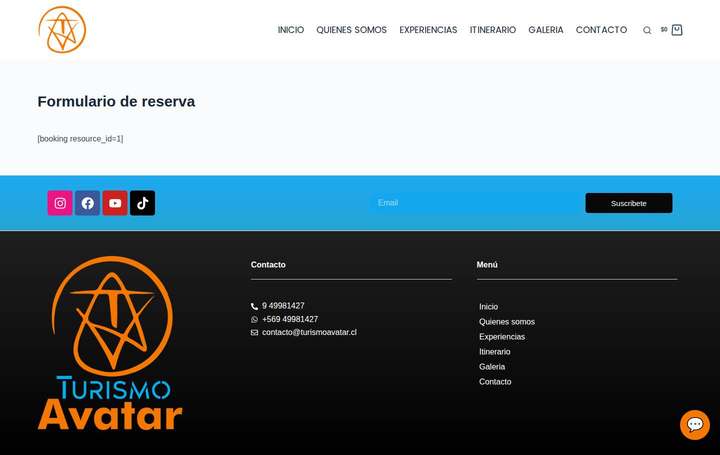 INICIO QUIENES SOMOS EXPERIENCIAS ITINERARIO GALERIA CONTACTO $0
Formulario de reserva
[booking resource_id=1]
Email
Suscribete
Contacto
9 49981427
+569 49981427
contacto@turismoavatar.cl
Menú
Inicio
Quienes somos
Experiencias
Itinerario
Galeria
Contacto
TURISMO
Avatar